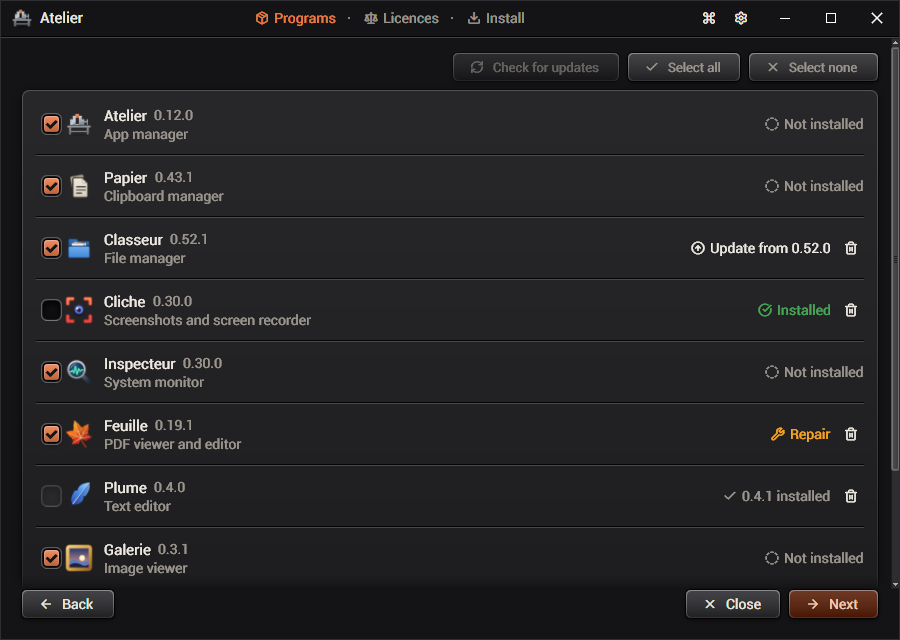 Atelier
Programs · Licences · Install
Check for updates
Select all
Select none
Atelier 0.12.0
App manager
Not installed
Papier 0.43.1
Clipboard manager
Not installed
Classeur 0.52.1
File manager
Update from 0.52.0
Cliche 0.30.0
Screenshots and screen recorder
Installed
Inspecteur 0.30.0
System monitor
Not installed
Feuille 0.19.1
PDF viewer and editor
Repair
Plume 0.4.0
Text editor
0.4.1 installed
Galerie 0.3.1
Image viewer
Not installed
Back
Close
Next